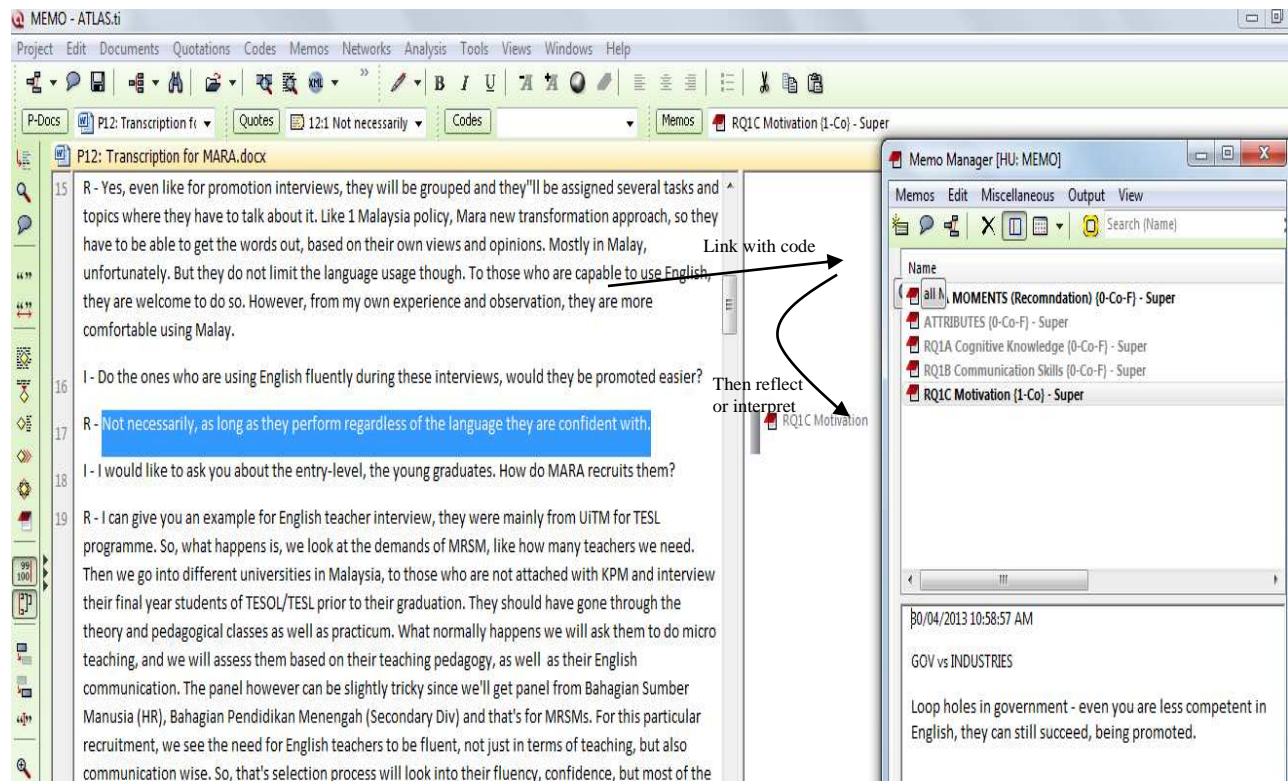 MEMO - ATLAS.ti
Project Edit Documents Quotations Codes Memos Networks Analysis Tools Views Windows Help
B I U
P-Docs P12: Transcription fo Quotes 12:1 Not necessarily Codes Memos RQ1C Motivation {1-Co} - Super
P12: Transcription for MARA.docx
15 R - Yes, even like for promotion interviews, they will be grouped and they"ll be assigned several tasks and
topics where they have to talk about it. Like 1 Malaysia policy, Mara new transformation approach, so they
have to be able to get the words out, based on their own views and opinions. Mostly in Malay,
unfortunately. But they do not limit the language usage though. To those who are capable to use English,
they are welcome to do so. However, from my own experience and observation, they are more
comfortable using Malay.
16 I - Do the ones who are using English fluently during these interviews, would they be promoted easier?
17 R - Not necessarily, as long as they perform regardless of the language they are confident with.
18 I - I would like to ask you about the entry-level, the young graduates. How do MARA recruits them?
19 R - I can give you an example for English teacher interview, they were mainly from UiTM for TESL
programme. So, what happens is, we look at the demands of MRSM, like how many teachers we need.
Then we go into different universities in Malaysia, to those who are not attached with KPM and interview
their final year students of TESOL/TESL prior to their graduation. They should have gone through the
theory and pedagogical classes as well as practicum. What normally happens we will ask them to do micro
teaching, and we will assess them based on their teaching pedagogy, as well as their English
communication. The panel however can be slightly tricky since we'll get panel from Bahagian Sumber
Manusia (HR), Bahagian Pendidikan Menengah (Secondary Div) and that's for MRSMs. For this particular
recruitment, we see the need for English teachers to be fluent, not just in terms of teaching, but also
communication wise. So, that's selection process will look into their fluency, confidence, but most of the
Link with code
Then reflect
or interpret
RQ1C Motivation
Memo Manager [HU: MEMO]
Memos Edit Miscellaneous Output View
Search (Name)
Name
all MOMENTS (Recomndation) {0-Co-F} - Super
ATTRIBUTES {0-Co-F} - Super
RQ1A Cognitive Knowledge {0-Co-F} - Super
RQ1B Communication Skills {0-Co-F} - Super
RQ1C Motivation {1-Co} - Super
30/04/2013 10:58:57 AM
GOV vs INDUSTRIES
Loop holes in government - even you are less competent in
English, they can still succeed, being promoted.